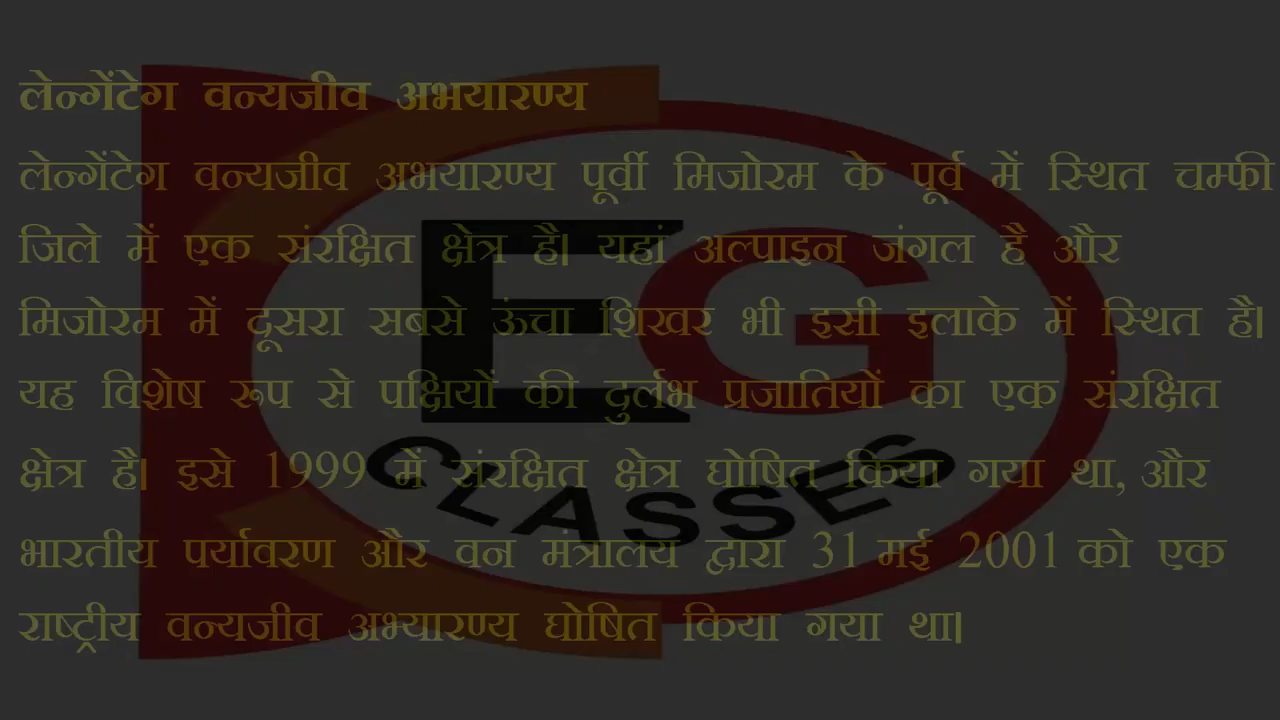 लेन्गेंटेग वन्यजीव अभयारण्य
लेन्गेंटेग वन्यजीव अभयारण्य पूर्वी मिजोरम के पूर्व में स्थित चम्फी
जिले में एक संरक्षित क्षेत्र है। यहां अल्पाइन जंगल है और
मिजोरम में दूसरा सबसे ऊंचा शिखर भी इसी इलाके में स्थित है।
यह विशेष रूप से पक्षियों की दुर्लभ प्रजातियों का एक संरक्षित
क्षेत्र है। इसे 1999 में संरक्षित क्षेत्र घोषित किया गया था, और
भारतीय पर्यावरण और वन मंत्रालय द्वारा 31 मई 2001 को एक
राष्ट्रीय वन्यजीव अभ्यारण्य घोषित किया गया था।
EG
CLASSES